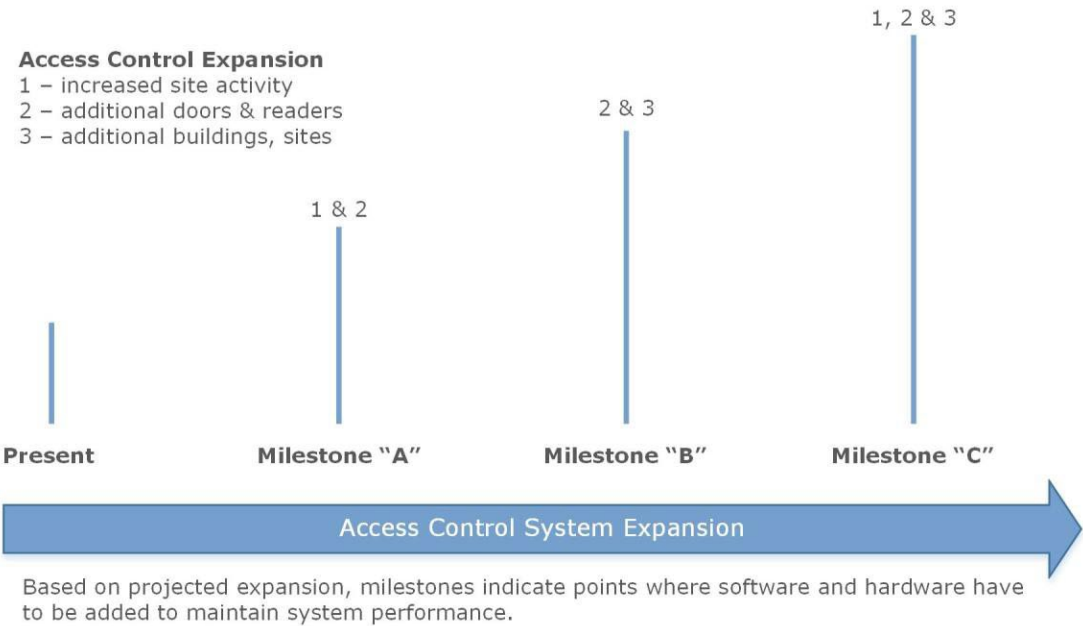 1, 2 & 3
Access Control Expansion
1 – increased site activity
2 – additional doors & readers
3 – additional buildings, sites
2 & 3
1 & 2
Present
Milestone “A”
Milestone “B”
Milestone “C”
Access Control System Expansion
Based on projected expansion, milestones indicate points where software and hardware have
to be added to maintain system performance.